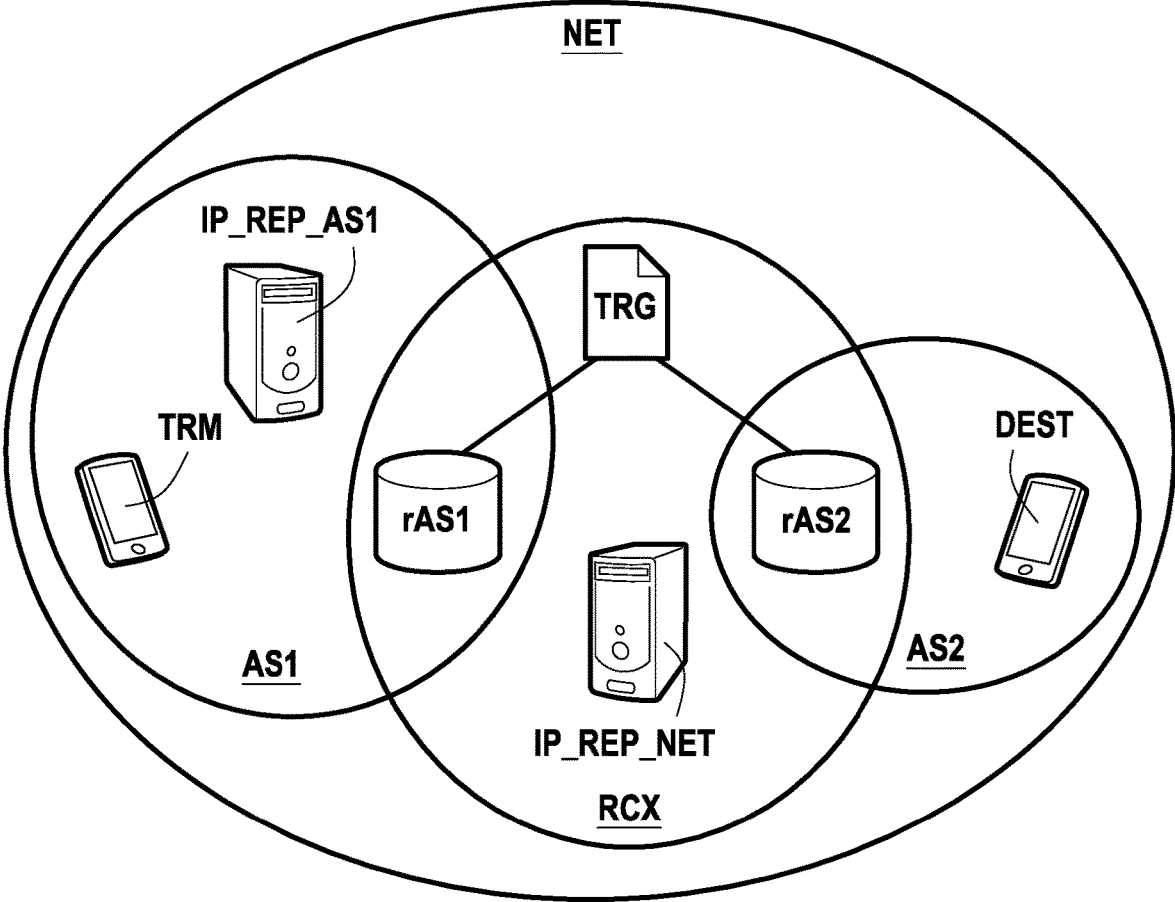 NET
IP_REP_AS1
TRG
TRM
DEST
rAS1
rAS2
AS1
AS2
IP_REP_NET
RCX